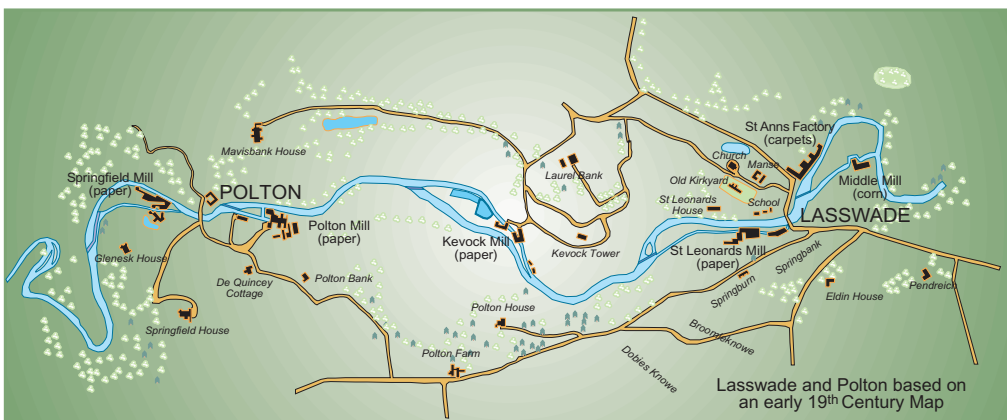 Mavisbank House
Springfield Mill
(paper)
POLTON
Polton Mill
(paper)
Glenesk House
De Quincey
Cottage
Polton Bank
Springfield House
Polton Farm
Polton House
Kevock Mill
(paper)
Kevock Tower
Laurel Bank
St Anns Factory
(carpets)
Church
Manse
Old Kirkyard
St Leonards
House
School
Middle Mill
(corn)
LASSWADE
St Leonards Mill
(paper)
Springbank
Springburn
Eldin House
Pendreich
Broomieknowe
Dobies Knowe
Lasswade and Polton based on
an early 19th Century Map